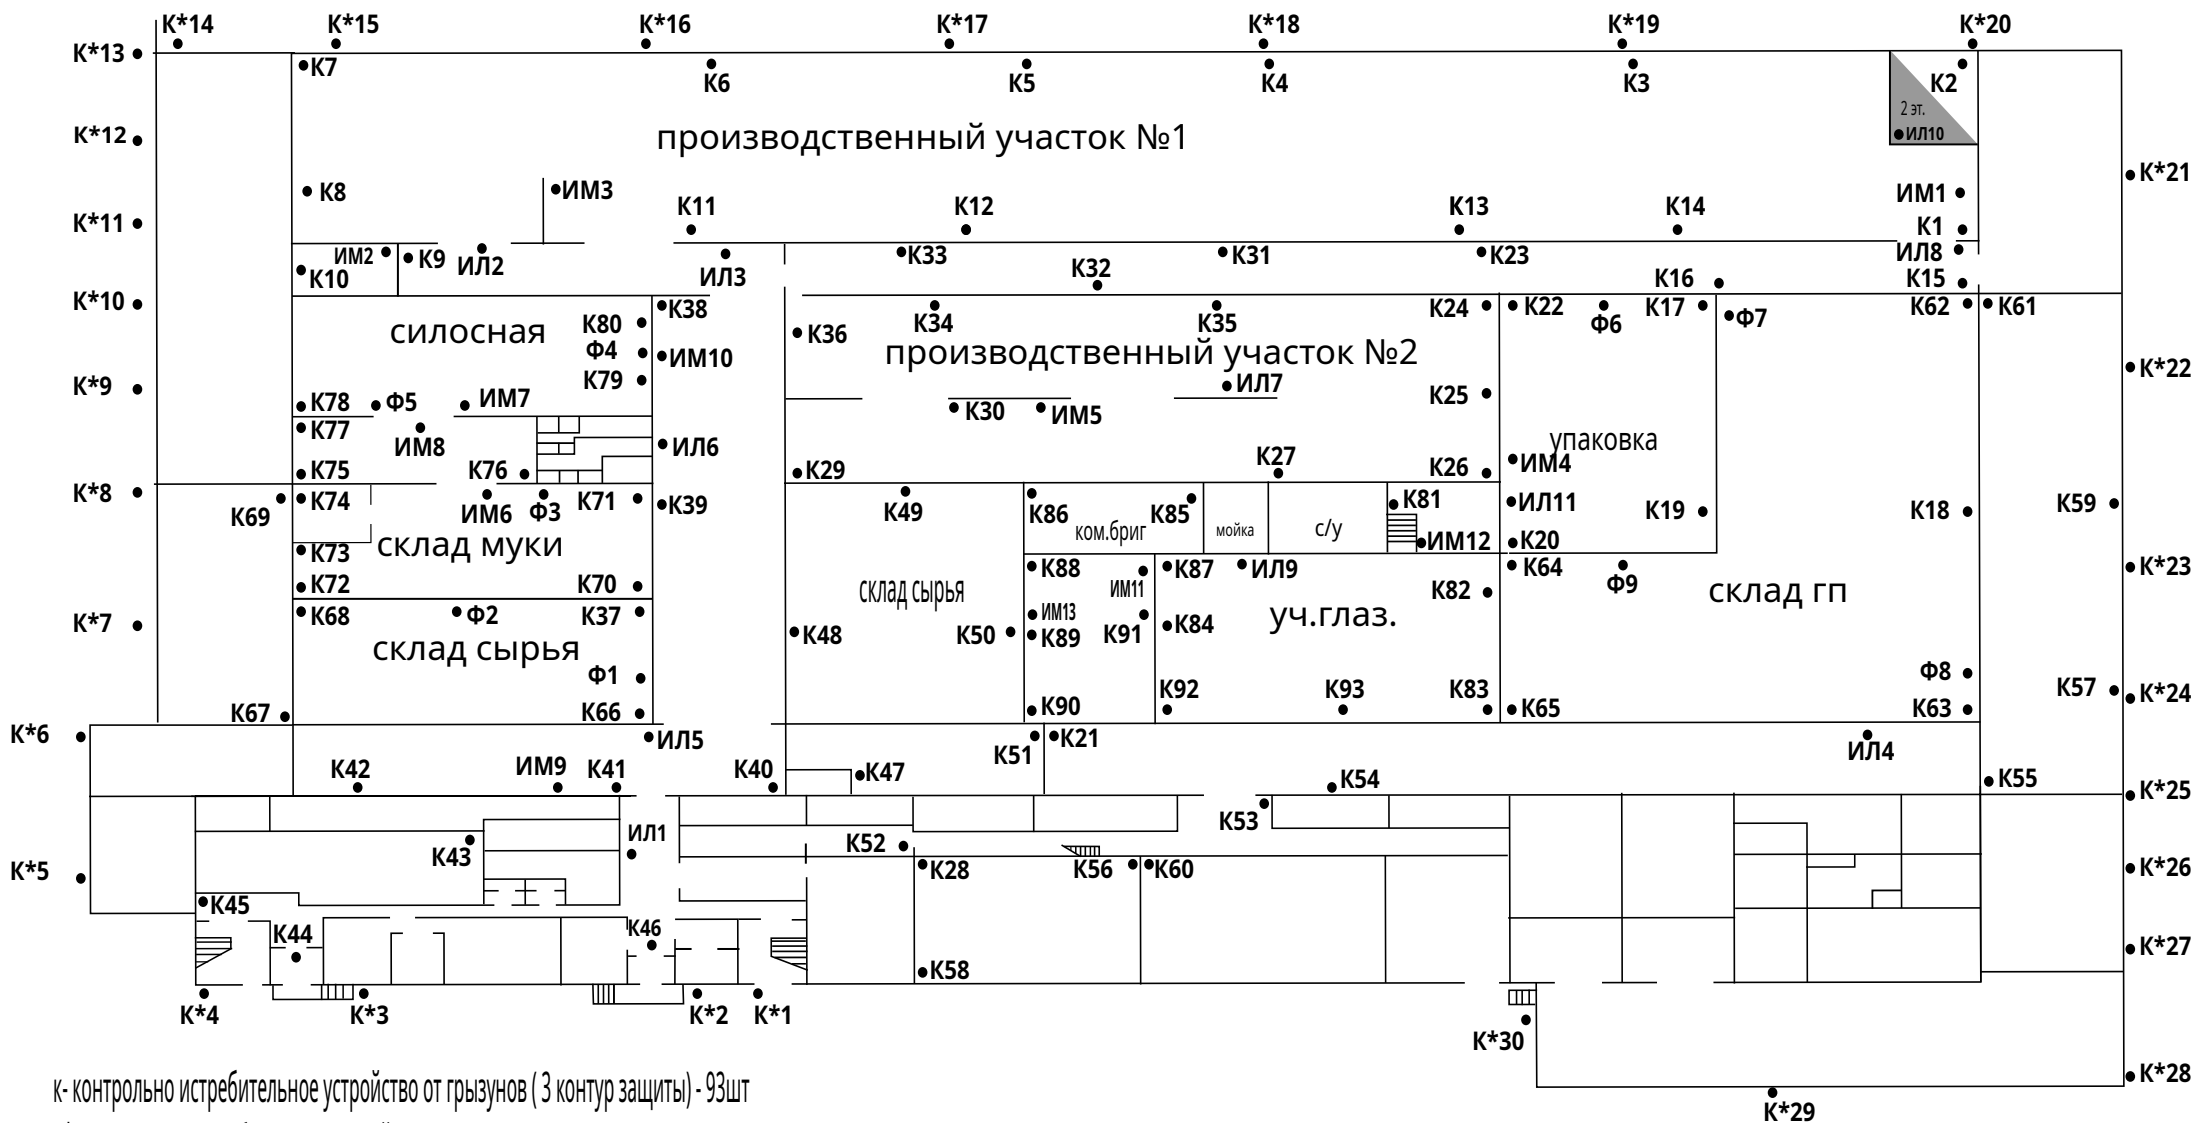 К*14 К*15 К*16 К*17 К*18 К*19 К*20
К*13 К7 К6 К5 К4 К3 К2
2 эт.
К*12 производственный участок №1 ИЛ10
К*21
К8 ИМ3 ИМ1
К*11 К11 К12 К13 К14 К1
ИМ2 К9 ИЛ2 К33 К31 К23 ИЛ8
К10 ИЛ3 К32 К16 К15
К*10 К38 К34 К35 К24 К22 Ф6 К17 Ф7 К62 К61
силосная К80 К36
Ф4 ИМ10 производственный участок №2
К*22
К*9 К79 ИЛ7 К25
К78 Ф5 ИМ7 К30 ИМ5
К77 ИМ8 ИЛ6 упаковка
К75 К76 К29 К27 К26 ИМ4
К*8 К69 К74 ИМ6 Ф3 К71 К39 К49 К86 К85 К81 ИЛ11 К19 К18 К59
ком.бриг мойка с/у
склад муки ИМ12 К20
К73
К*23
К72 К70 склад сырья К88 ИМ11 К87 ИЛ9 К82 К64 Ф9 склад гп
К*7 К68 Ф2 К37 ИМ13 уч.глаз.
К48 К50 К89 К91 К84
склад сырья
Ф1 Ф8
К57 К*24
К67 К66 К90 К92 К93 К83 К65 К63
К*6 ИЛ5 К51 К21 ИЛ4
К42 ИМ9 К41 К40 К47 К54 К55
К*25
К53
ИЛ1
К43 К52
К*5 К28 К56 К60 К*26
К45
К44 К46 К*27
К58
К*4 К*3 К*2 К*1
К*30
К*28
К*29
к- контрольно истребительное устройство от грызунов ( 3 контур защиты) - 93шт